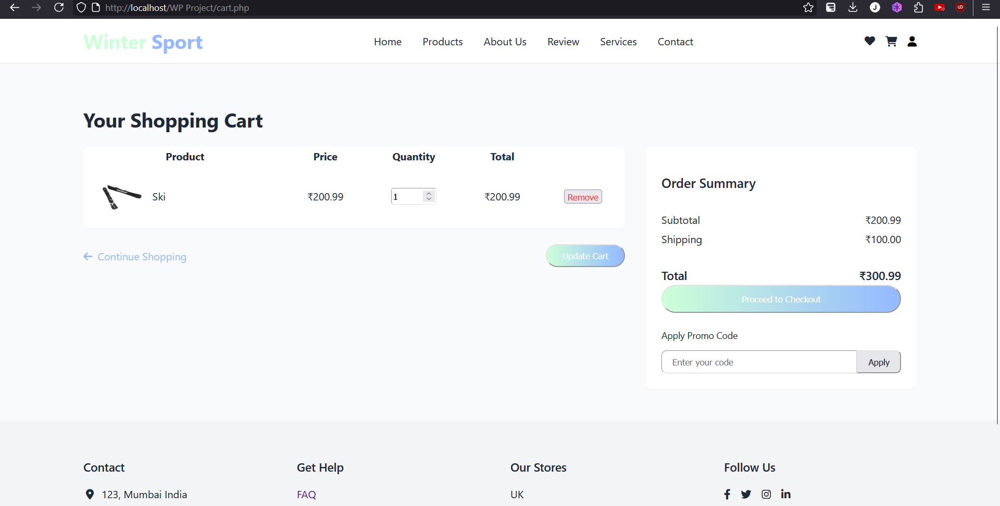 http://localhost/WP Project/cart.php
Winter Sport
Home Products About Us Review Services Contact
Your Shopping Cart
Product Price Quantity Total
Ski ₹200.99 1 ₹200.99 Remove
Continue Shopping Update Cart
Order Summary
Subtotal ₹200.99
Shipping ₹100.00
Total ₹300.99
Proceed to Checkout
Apply Promo Code
Enter your code Apply
Contact Get Help Our Stores Follow Us
123, Mumbai India FAQ UK